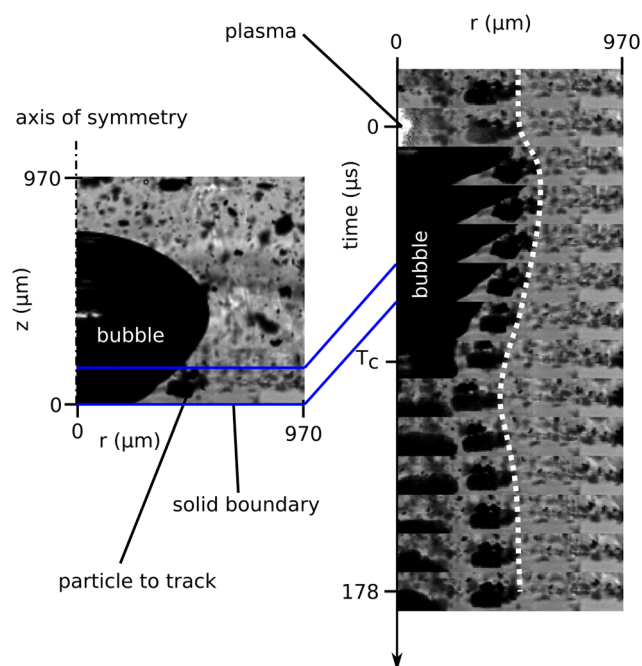 plasma
r (μm)
0
970
axis of symmetry
970
z (μm)
bubble
0
0
r (μm)
970
solid boundary
particle to track
time (μs)
0
bubble
Tc
178